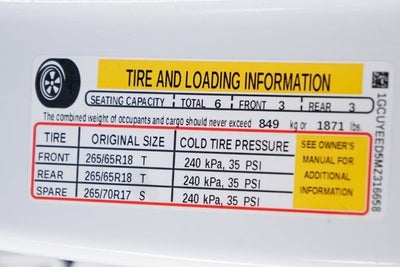 TIRE AND LOADING INFORMATION
SEATING CAPACITY TOTAL 6 FRONT 3 REAR 3
The combined weight of occupants and cargo should never exceed 849 kg or 1871 lbs.
TIRE ORIGINAL SIZE COLD TIRE PRESSURE
FRONT 265/65R18 T 240 kPa, 35 PSI
REAR 265/65R18 T 240 kPa, 35 PSI
SPARE 265/70R17 S 240 kPa, 35 PSI
SEE OWNER'S
MANUAL FOR
ADDITIONAL
INFORMATION
1GCUYEED5MZ316658